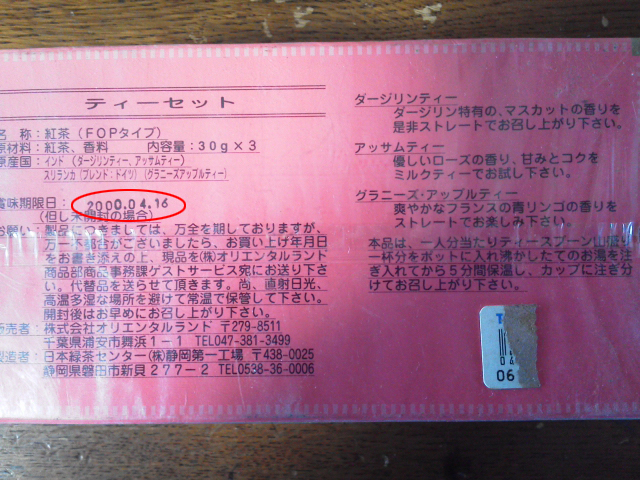 ティーセット
名 称：紅茶（FOPタイプ）
原材料：紅茶、香料 内容量：30g×3
原産国：インド（ダージリンティー、アッサムティー）
スリランカ（ブレンド：ドイツ）（グラニーズアップルティー）
賞味期限日：2000.04.16
（但し未開封の場合）
お願い、製品につきましては、万全を期しておりますが、
万一不都合がございましたら、お買い上げ年月日
をお書き添えの上、現品を（株）オリエンタルランド
商品部商品事務課ゲストサービス宛にお送り下さ
い。代替品を送らせて頂きます。尚、直射日光、
高温多湿な場所を避けて常温で保管して下さい。
開封後はお早めにお召し上がり下さい。
販売者：株式会社オリエンタルランド 〒279-8511
千葉県浦安市舞浜1－1 TEL047-381-3499
製造者：日本緑茶センター（株）静岡第一工場 〒438-0025
静岡県磐田市新貝277－2 TEL0538-36-0006
ダージリンティー
ダージリン特有の、マスカットの香りを
是非ストレートでお召し上がり下さい。
アッサムティー
優しいローズの香り、甘みとコクを
ミルクティーでお試し下さい。
グラニーズ・アップルティー
爽やかなフランスの青リンゴの香りを
ストレートでお楽しみ下さい。
本品は、一人分当たりティースプーン山盛り
一杯分をポットに入れ沸かしたてのお湯を注
ぎ入れてから5分間保温し、カップに注ぎ分
けてお召し上がり下さい。
T
06